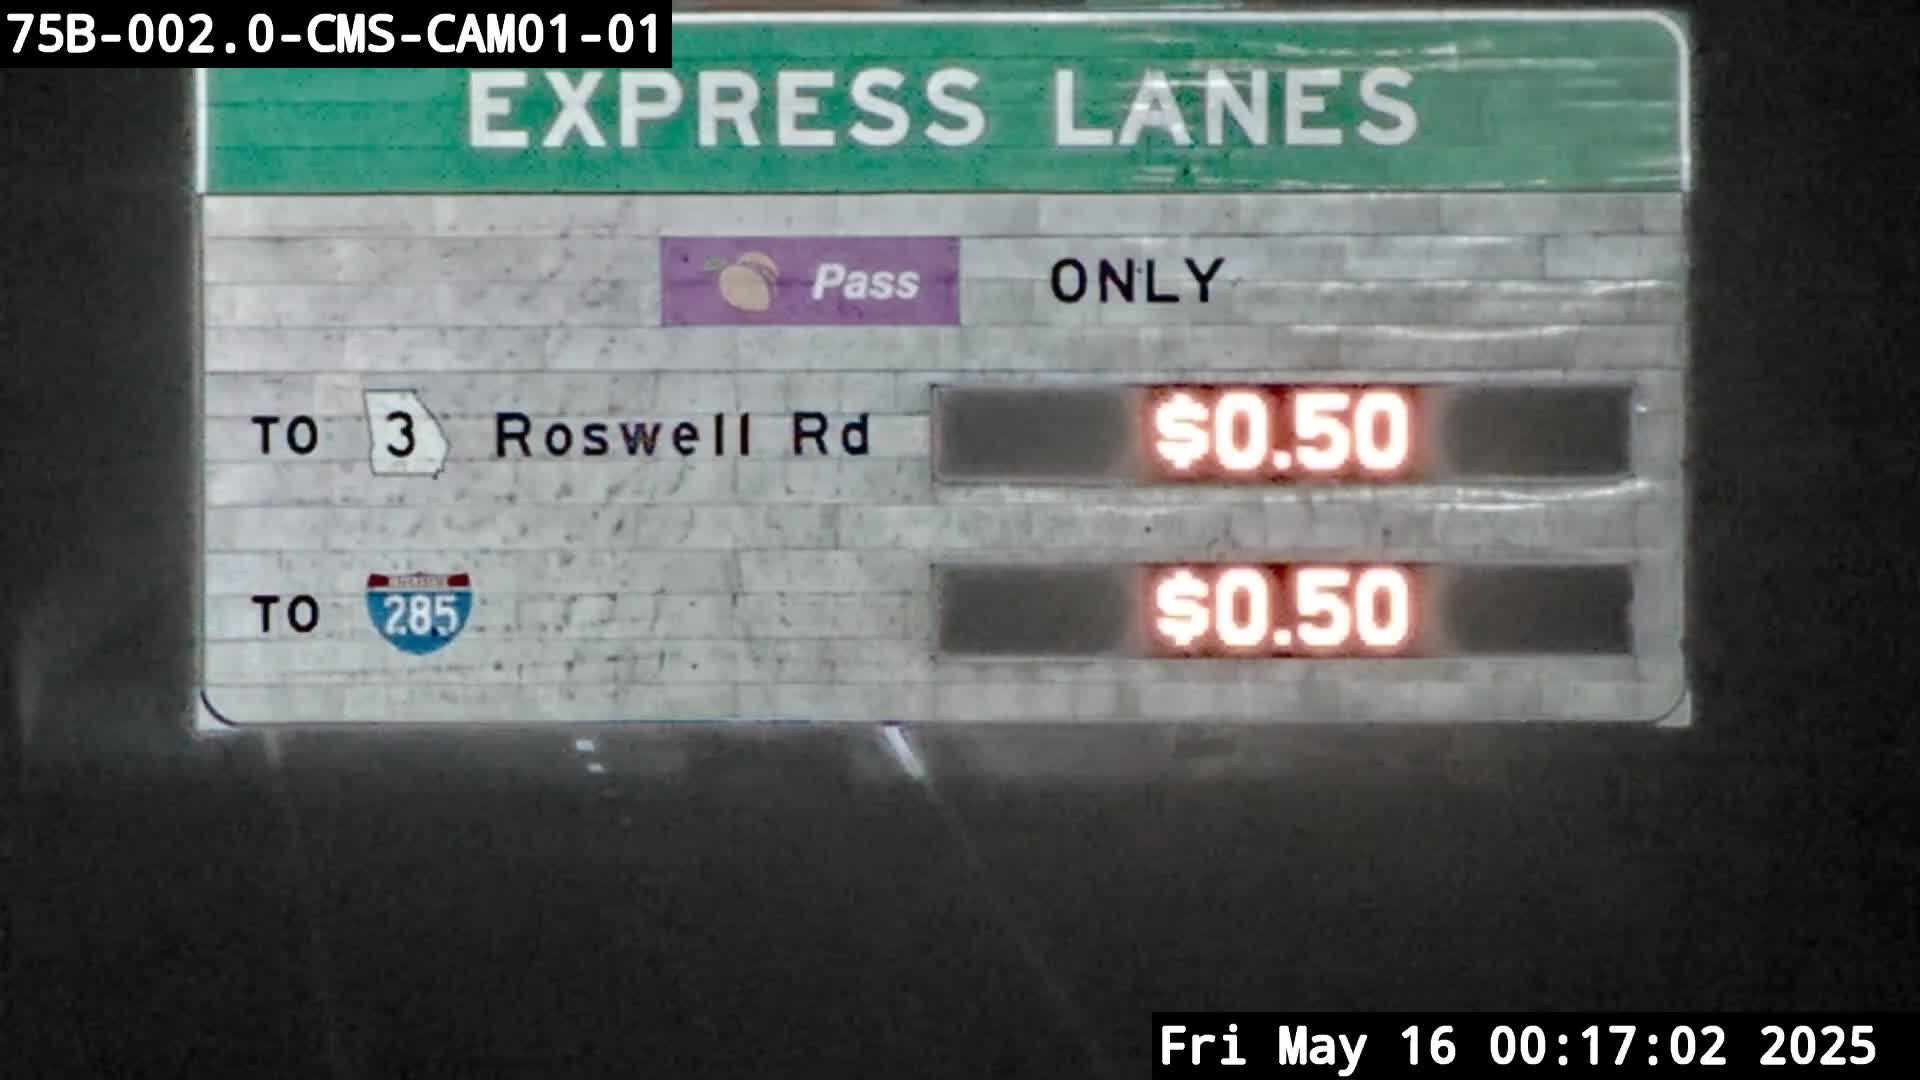 75B-002.0-CMS-CAM01-01
EXPRESS LANES
Pass ONLY
TO 3 Roswell Rd $0.50
INTERSTATE
TO 285 $0.50
Fri May 16 00:17:02 2025